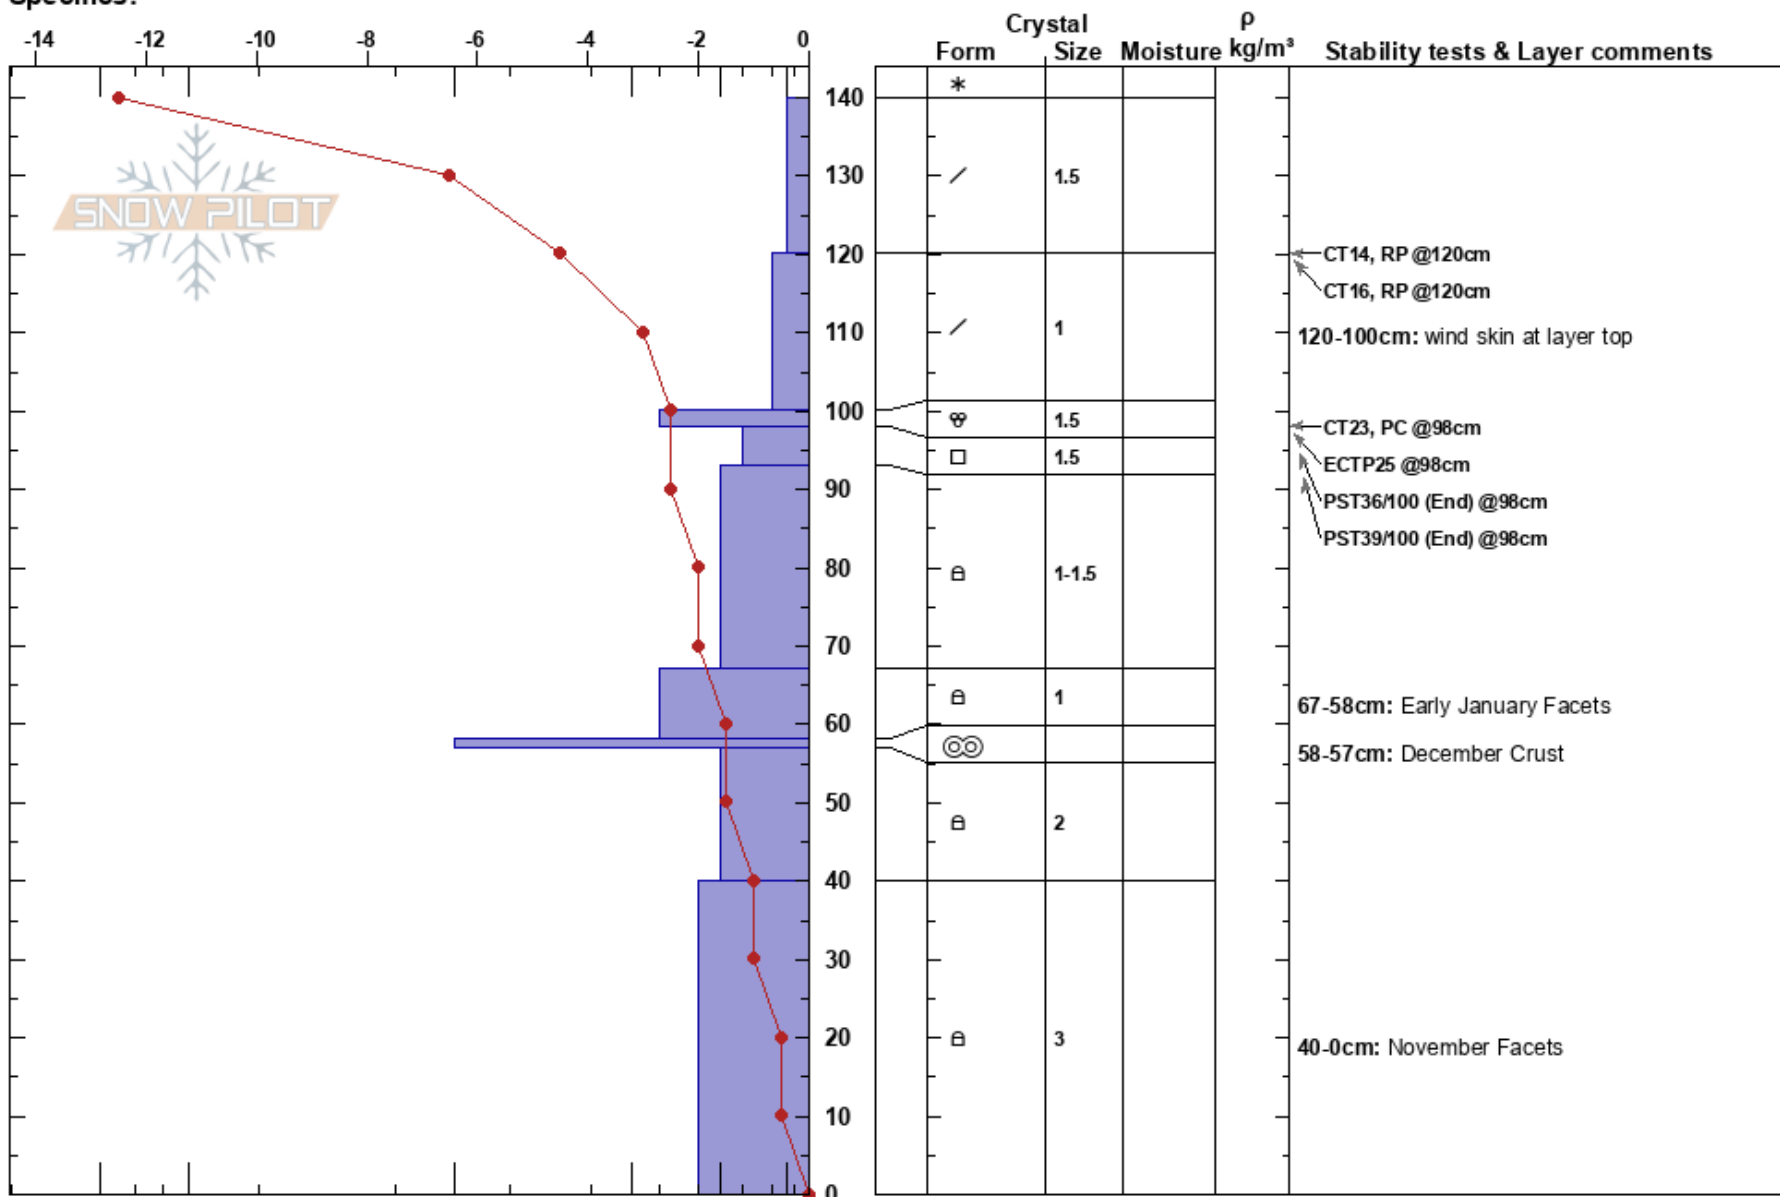 Specifics:
Crystal ρ
-14 -12 -10 -8 -6 -4 -2 0 Form Size Moisture kg/m³ Stability tests & Layer comments
*
140
130 1.5
SNOW PILOT
120 CT14, RP @120cm
CT16, RP @120cm
110 1 120-100cm: wind skin at layer top
100 1.5 CT23, PC @98cm
1.5 ECTP25 @98cm
90 PST36/100 (End) @98cm
PST39/100 (End) @98cm
80 1-1.5
70
1 67-58cm: Early January Facets
60
58-57cm: December Crust
50 2
40
30
20 3 40-0cm: November Facets
10
0